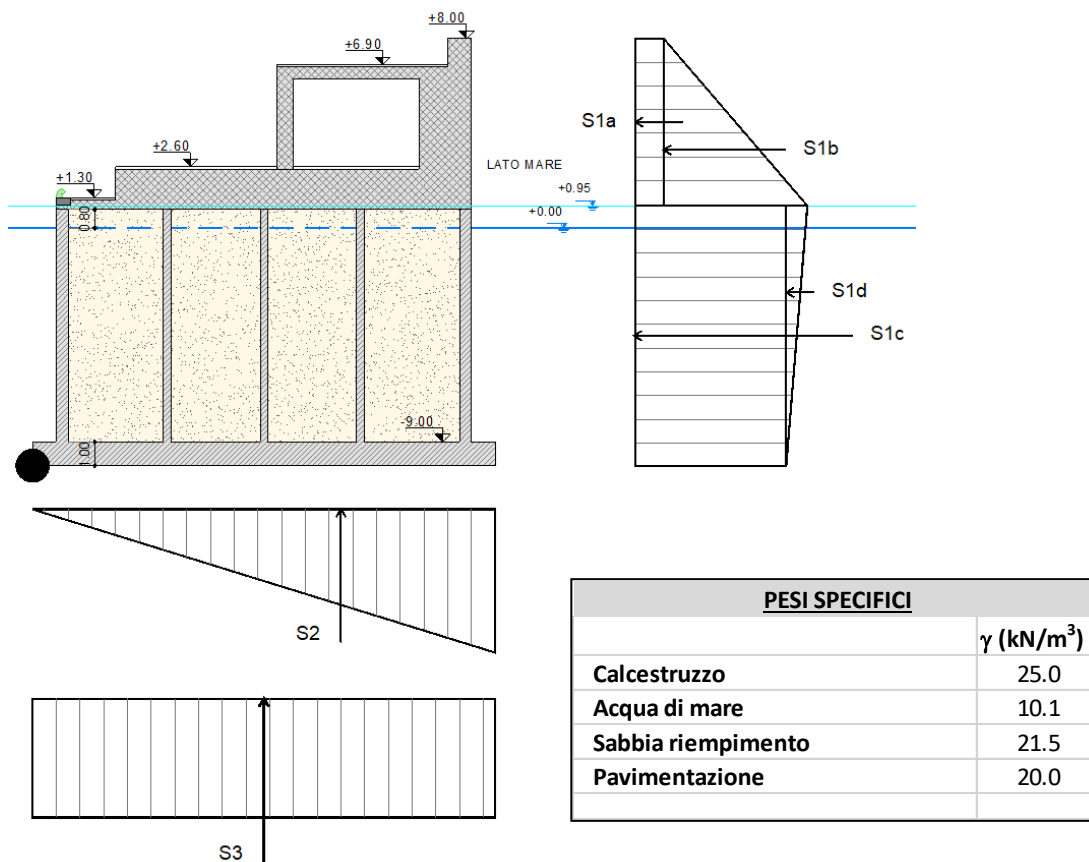 +8.00
+6.90
S1a
S1b
+2.60
LATO MARE
+1.30
+0.95
0.80
+0.00
S1d
S1c
-9.00
1.00
S2
S3
PESI SPECIFICI
γ (kN/m³)
Calcestruzzo 25.0
Acqua di mare 10.1
Sabbia riempimento 21.5
Pavimentazione 20.0